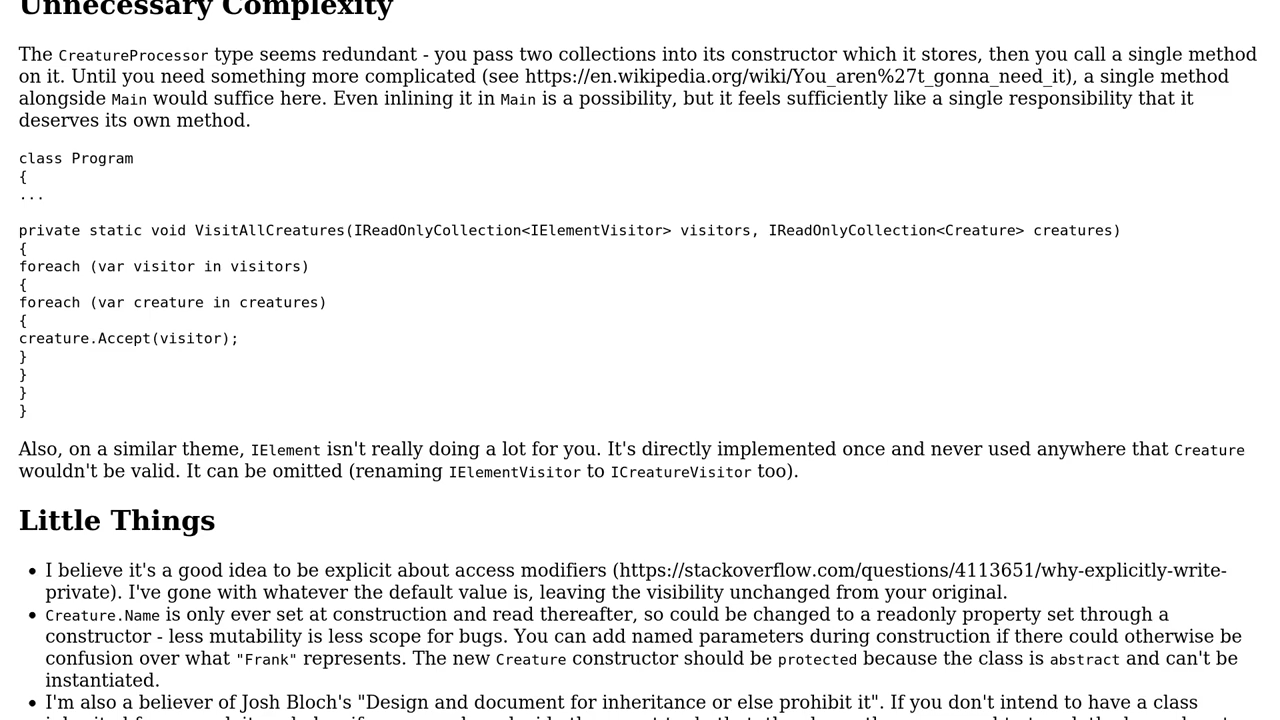 Unnecessary Complexity
The CreatureProcessor type seems redundant - you pass two collections into its constructor which it stores, then you call a single method
on it. Until you need something more complicated (see https://en.wikipedia.org/wiki/You_aren%27t_gonna_need_it), a single method
alongside Main would suffice here. Even inlining it in Main is a possibility, but it feels sufficiently like a single responsibility that it
deserves its own method.
class Program
{
...
private static void VisitAllCreatures(IReadOnlyCollection<IElementVisitor> visitors, IReadOnlyCollection<Creature> creatures)
{
foreach (var visitor in visitors)
{
foreach (var creature in creatures)
{
creature.Accept(visitor);
}
}
}
}
Also, on a similar theme, IElement isn't really doing a lot for you. It's directly implemented once and never used anywhere that Creature
wouldn't be valid. It can be omitted (renaming IElementVisitor to ICreatureVisitor too).
Little Things
• I believe it's a good idea to be explicit about access modifiers (https://stackoverflow.com/questions/4113651/why-explicitly-write-
private). I've gone with whatever the default value is, leaving the visibility unchanged from your original.
• Creature.Name is only ever set at construction and read thereafter, so could be changed to a readonly property set through a
constructor - less mutability is less scope for bugs. You can add named parameters during construction if there could otherwise be
confusion over what "Frank" represents. The new Creature constructor should be protected because the class is abstract and can't be
instantiated.
• I'm also a believer of Josh Bloch's "Design and document for inheritance or else prohibit it". If you don't intend to have a class